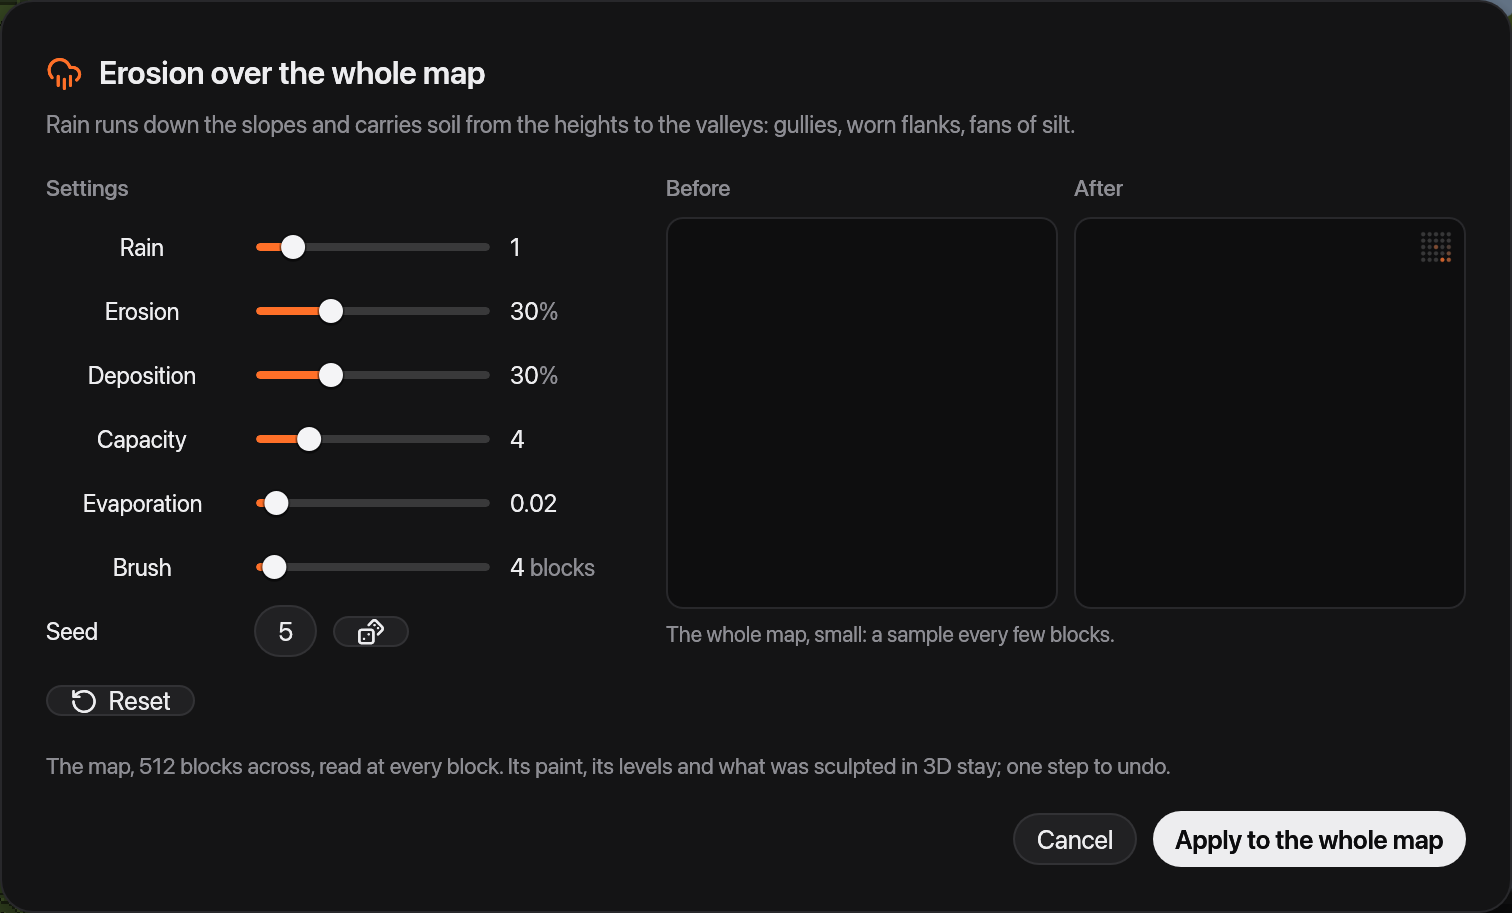 Erosion over the whole map
Rain runs down the slopes and carries soil from the heights to the valleys: gullies, worn flanks, fans of silt.
Settings
Rain 1
Erosion 30%
Deposition 30%
Capacity 4
Evaporation 0.02
Brush 4 blocks
Seed 5
Reset
Before
After
The whole map, small: a sample every few blocks.
The map, 512 blocks across, read at every block. Its paint, its levels and what was sculpted in 3D stay; one step to undo.
Cancel
Apply to the whole map